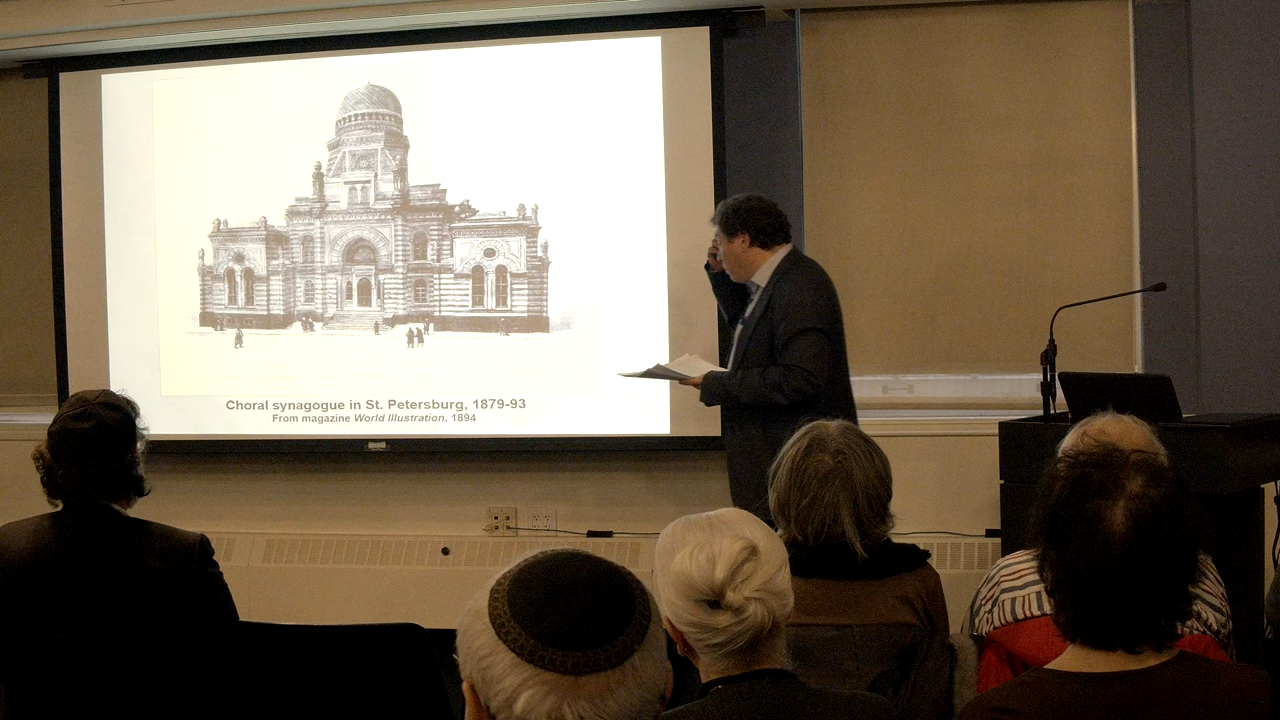 Choral synagogue in St. Petersburg, 1879-93
From magazine World Illustration, 1894